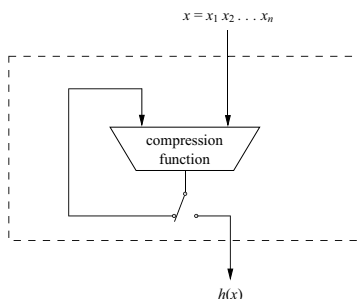 x = x₁ x₂ . . . xₙ
compression
function
h(x)